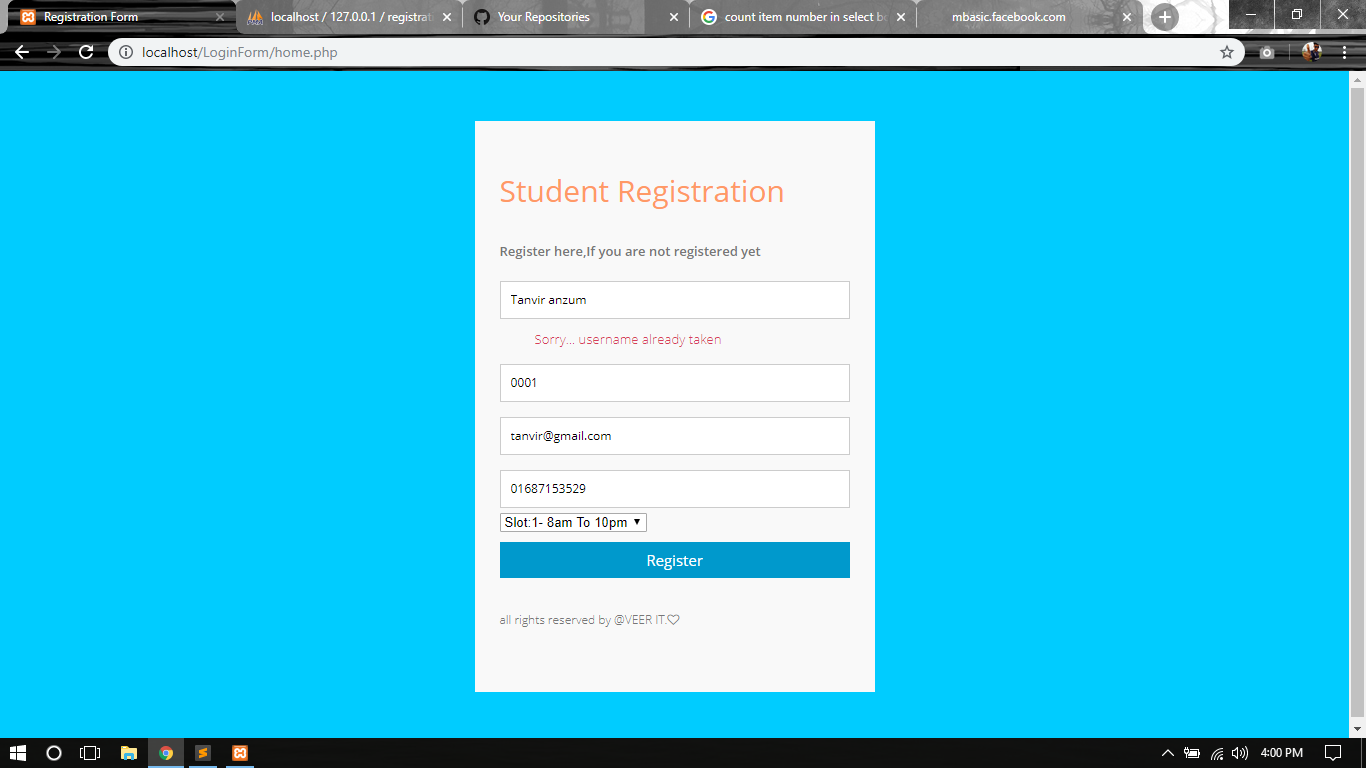 Registration Form
localhost / 127.0.0.1 / registrat
Your Repositories
count item number in select bo
mbasic.facebook.com
localhost/LoginForm/home.php
Student Registration
Register here,If you are not registered yet
Tanvir anzum
Sorry... username already taken
0001
tanvir@gmail.com
01687153529
Slot:1- 8am To 10pm
Register
all rights reserved by @VEER IT.♡
4:00 PM